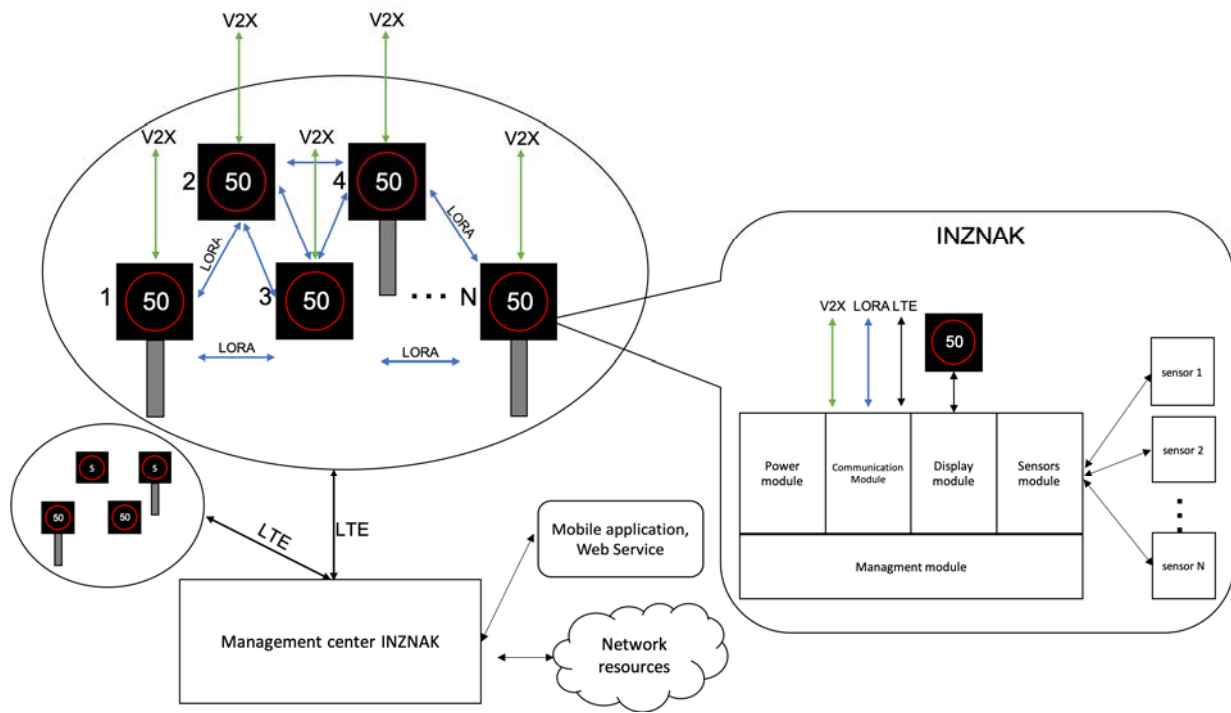 V2X
V2X
V2X
V2X
V2X
2
50
4
50
LORA
LORA
1
50
3
50
...
N
50
LORA
LORA
5
5
50
50
LTE
LTE
Management center INZNAK
Mobile application,
Web Service
Network
resources
INZNAK
V2X
LORA
LTE
50
Power
module
Communication
Module
Display
module
Sensors
module
Managment module
sensor 1
sensor 2
sensor N